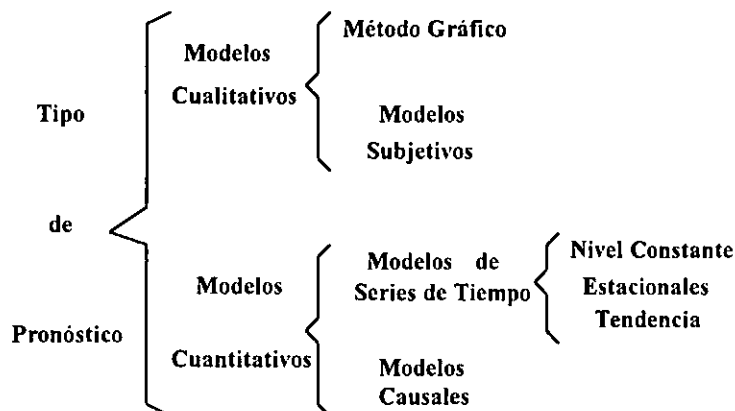 Tipo
de
Pronóstico
Modelos
Cualitativos
Método Gráfico
Modelos
Subjetivos
Modelos
Cuantitativos
Modelos de
Series de Tiempo
Nivel Constante
Estacionales
Tendencia
Modelos
Causales